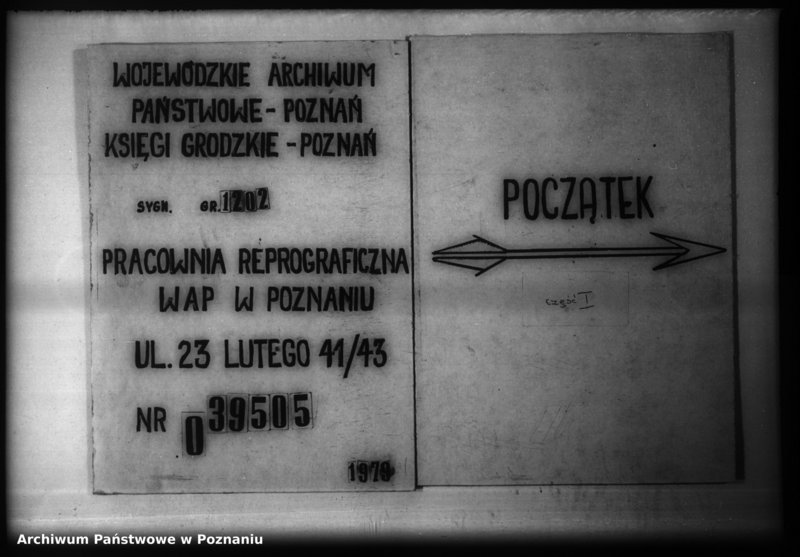 WOJEWÓDZKIE ARCHIWUM
PAŃSTWOWE - POZNAŃ
KSIĘGI GRODZKIE - POZNAŃ
SYGN. GR. 1202
PRACOWNIA REPROGRAFICZNA
WAP W POZNANIU
UL. 23 LUTEGO 41/43
NR 039505
1979
POCZĄTEK
część I
Archiwum Państwowe w Poznaniu